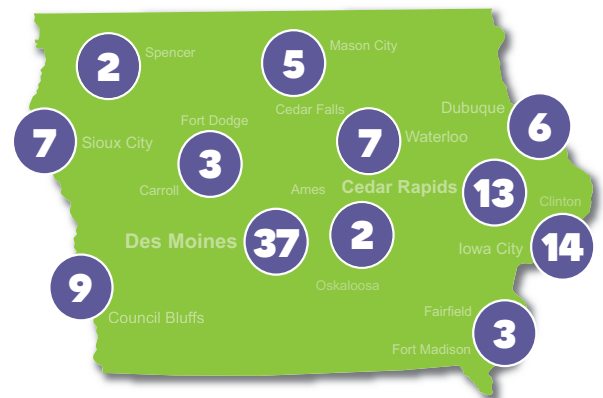 Mason City
2
Spencer
5
Cedar Falls
Dubuque
Fort Dodge
6
7
Sioux City
7
Waterloo
3
Carroll
Ames
Cedar Rapids
13
Clinton
Des Moines
37
2
Iowa City
14
Oskaloosa
9
Council Bluffs
Fairfield
3
Fort Madison